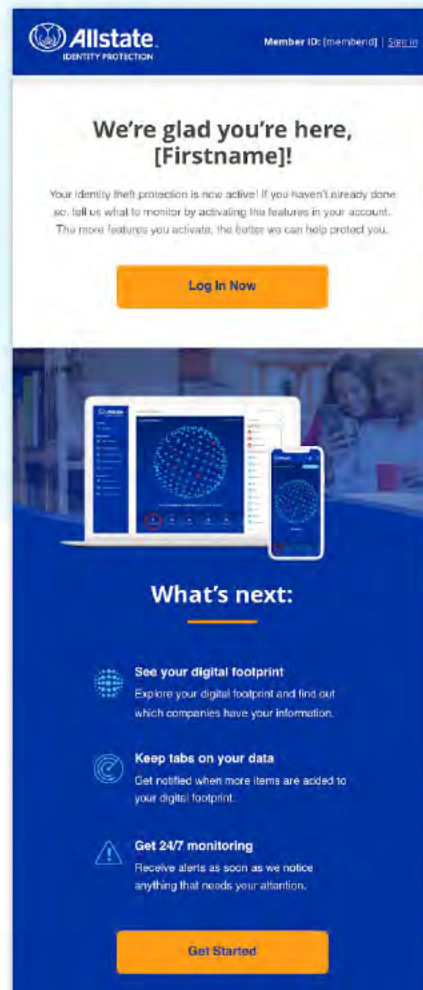 Allstate
IDENTITY PROTECTION
Member ID: [memberid] | Sign in
We're glad you're here,
[Firstname]!
Your identity theft protection is now active! If you haven't already done
so, tell us what to monitor by activating the features in your account.
The more features you activate, the better we can help protect you.
Log In Now
What's next:
See your digital footprint
Explore your digital footprint and find out
which companies have your information.
Keep tabs on your data
Get notified when more items are added to
your digital footprint.
Get 24/7 monitoring
Receive alerts as soon as we notice
anything that needs your attention.
Get Started